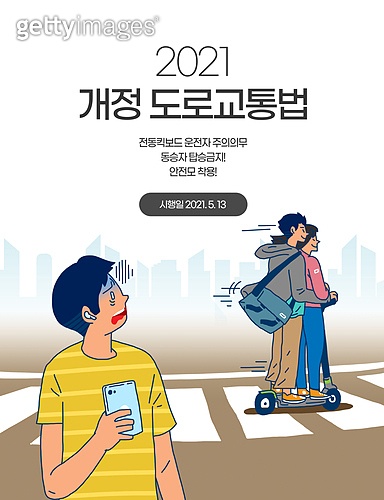 gettyimages®
2021
개정 도로교통법
전동킥보드 운전자 주의의무
동승자 탑승금지!
안전모 착용!
시행일 2021. 5. 13